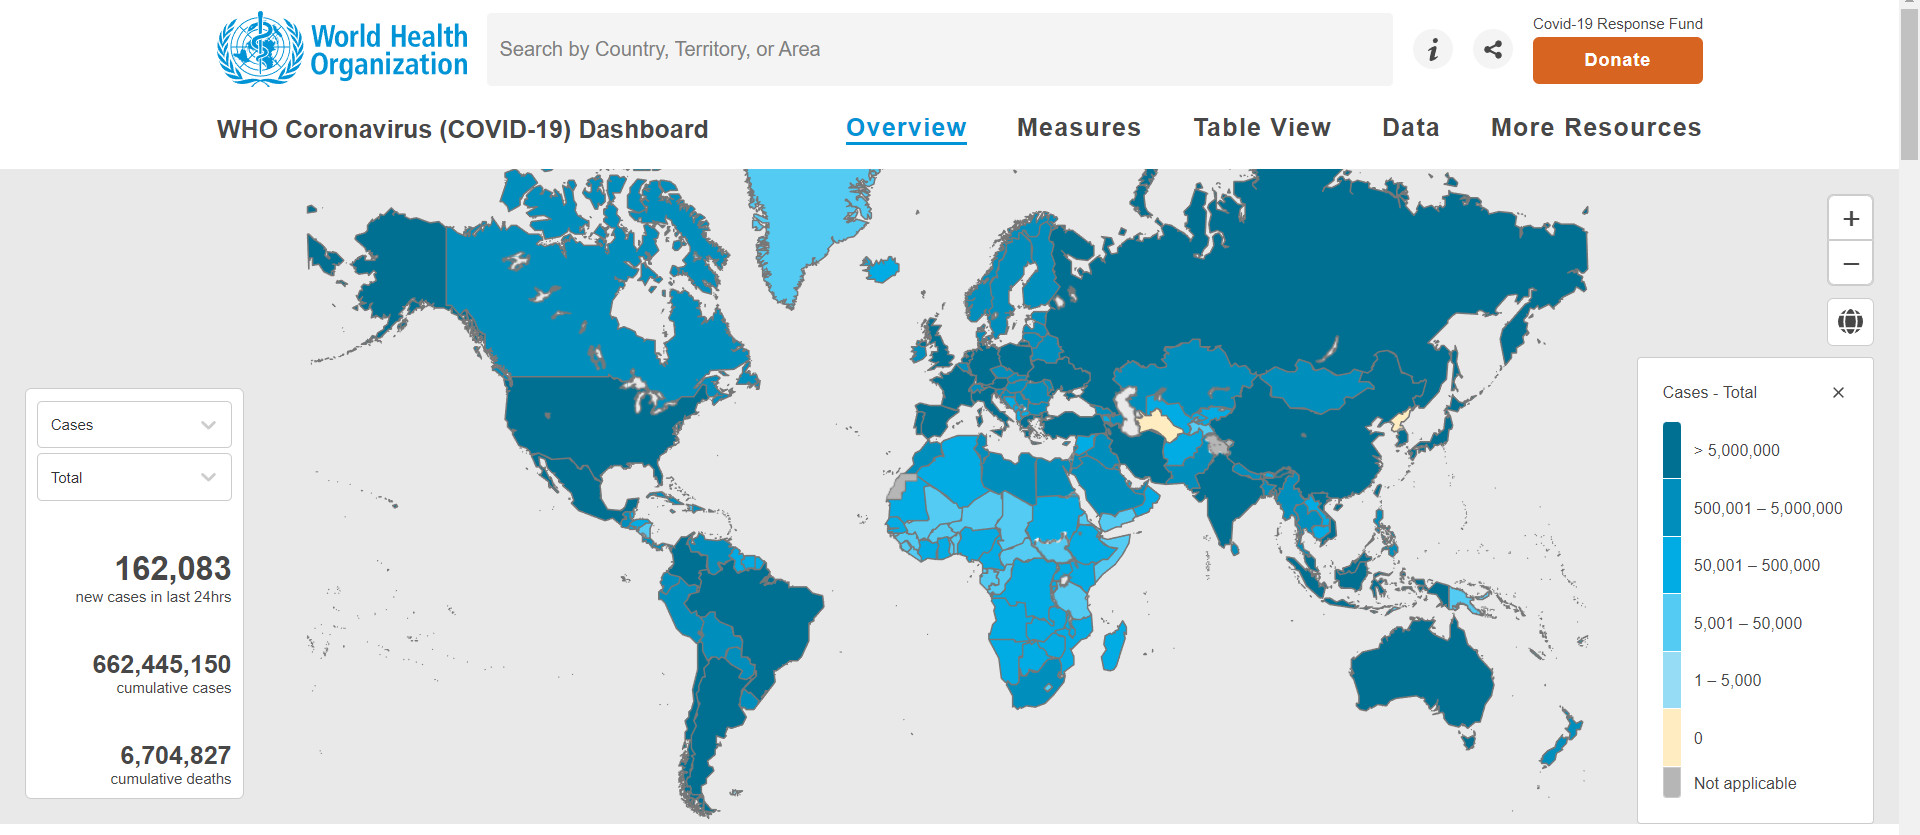 World Health
Organization
Search by Country, Territory, or Area
i
Covid-19 Response Fund
Donate
WHO Coronavirus (COVID-19) Dashboard
Overview
Measures
Table View
Data
More Resources
+
−
Cases
Total
162,083
new cases in last 24hrs
662,445,150
cumulative cases
6,704,827
cumulative deaths
Cases - Total
> 5,000,000
500,001 – 5,000,000
50,001 – 500,000
5,001 – 50,000
1 – 5,000
0
Not applicable